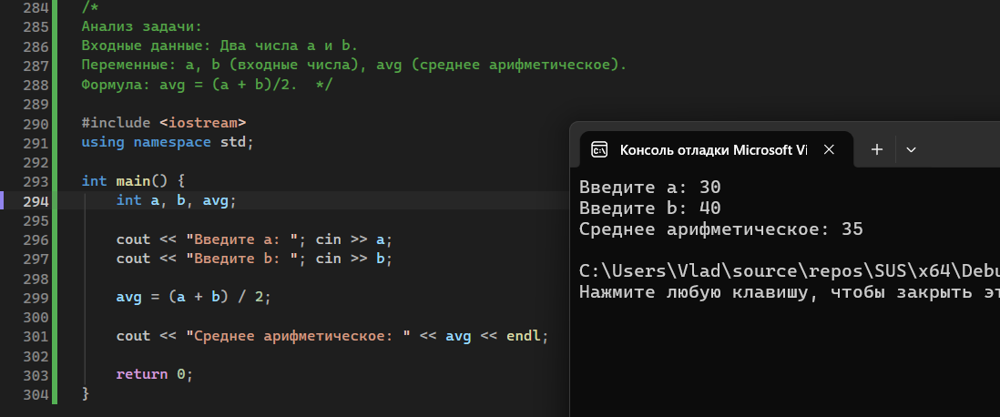 284 /*
285 Анализ задачи:
286 Входные данные: Два числа a и b.
287 Переменные: a, b (входные числа), avg (среднее арифметическое).
288 Формула: avg = (a + b)/2.  */
289
290 #include <iostream>
291 using namespace std;
292
293 int main() {
294     int a, b, avg;
295
296     cout << "Введите a: "; cin >> a;
297     cout << "Введите b: "; cin >> b;
298
299     avg = (a + b) / 2;
300
301     cout << "Среднее арифметическое: " << avg << endl;
302
303     return 0;
304 }
Консоль отладки Microsoft Vi
Введите a: 30
Введите b: 40
Среднее арифметическое: 35
C:\Users\Vlad\source\repos\SUS\x64\Debu
Нажмите любую клавишу, чтобы закрыть эт